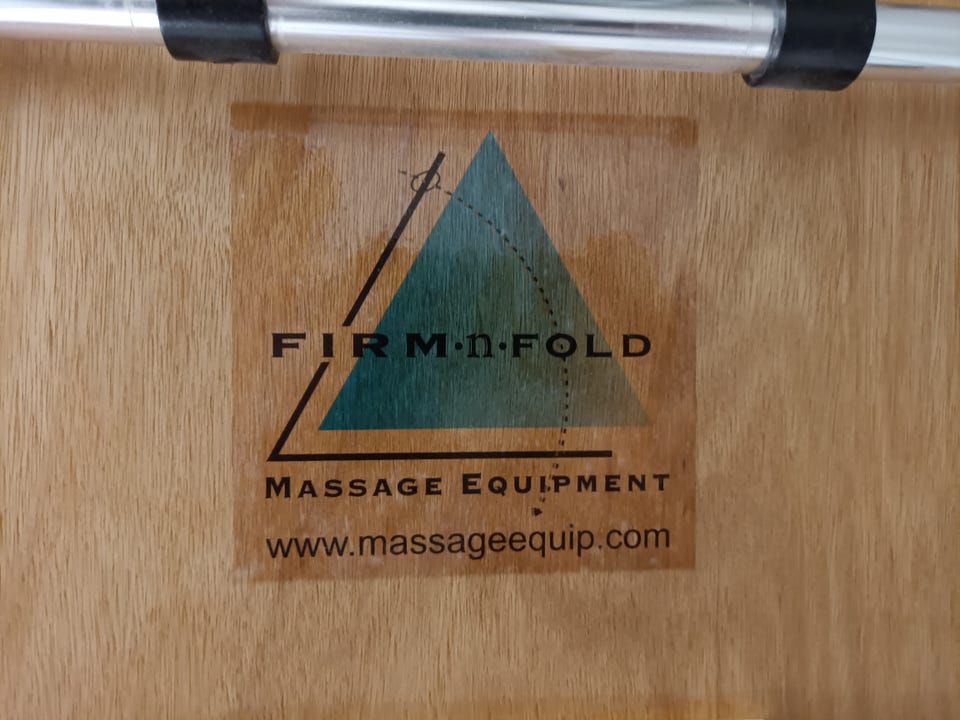 FIRM·n·FOLD
MASSAGE EQUIPMENT
www.massageequip.com